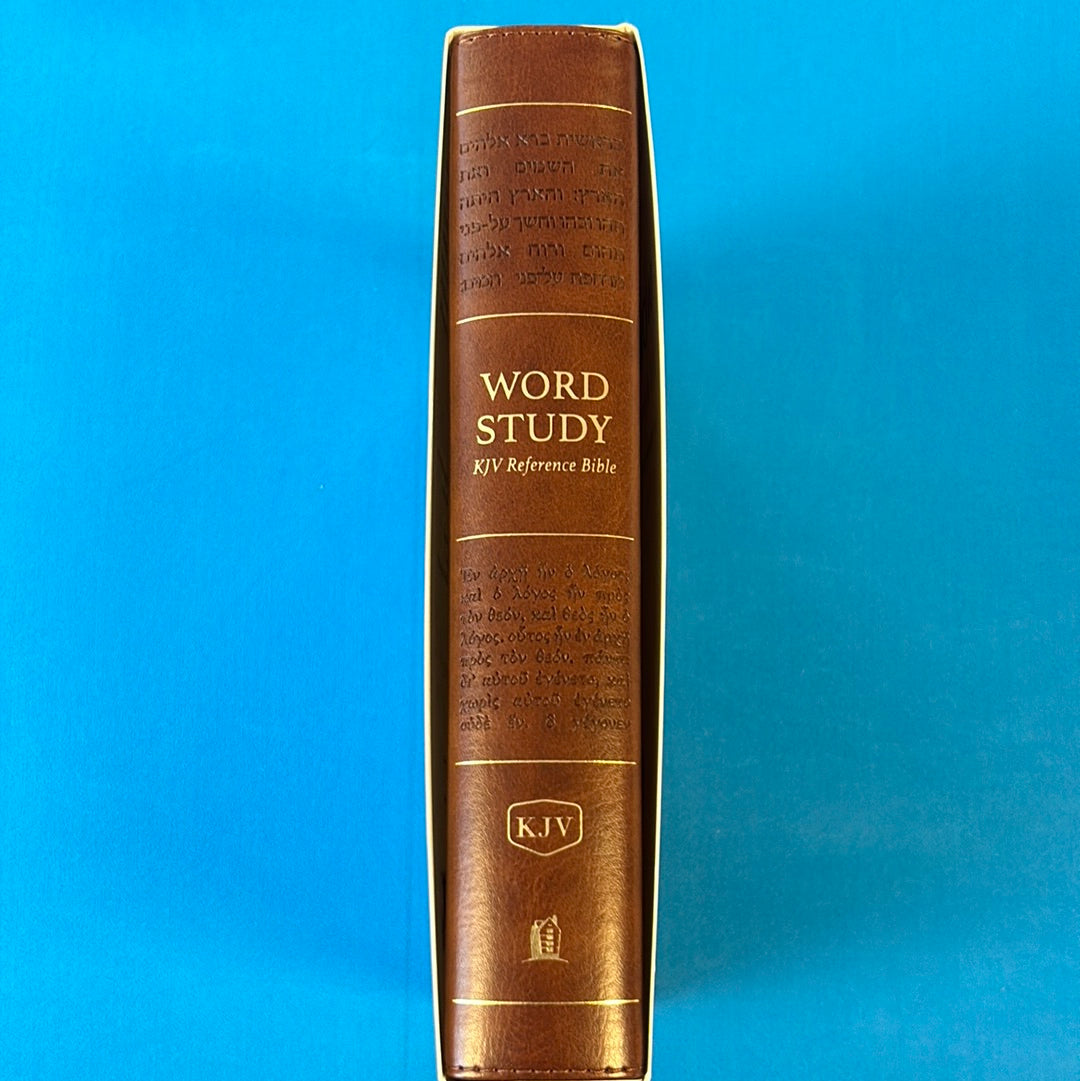 בראשית ברא אלהים
את השמים ואת
הארץ: והארץ היתה
תהו ובהו וחשך על-פני
תהום ורוח אלהים
מרחפת על־פני המים:
WORD
STUDY
KJV Reference Bible
Ἐν ἀρχῇ ἦν ὁ λόγος,
καὶ ὁ λόγος ἦν πρὸς
τὸν θεόν, καὶ θεὸς ἦν ὁ
λόγος. οὗτος ἦν ἐν ἀρχῇ
πρὸς τὸν θεόν. πάντα
δι' αὐτοῦ ἐγένετο, καὶ
χωρὶς αὐτοῦ ἐγένετο
οὐδὲ ἕν. ὃ γέγονεν
KJV